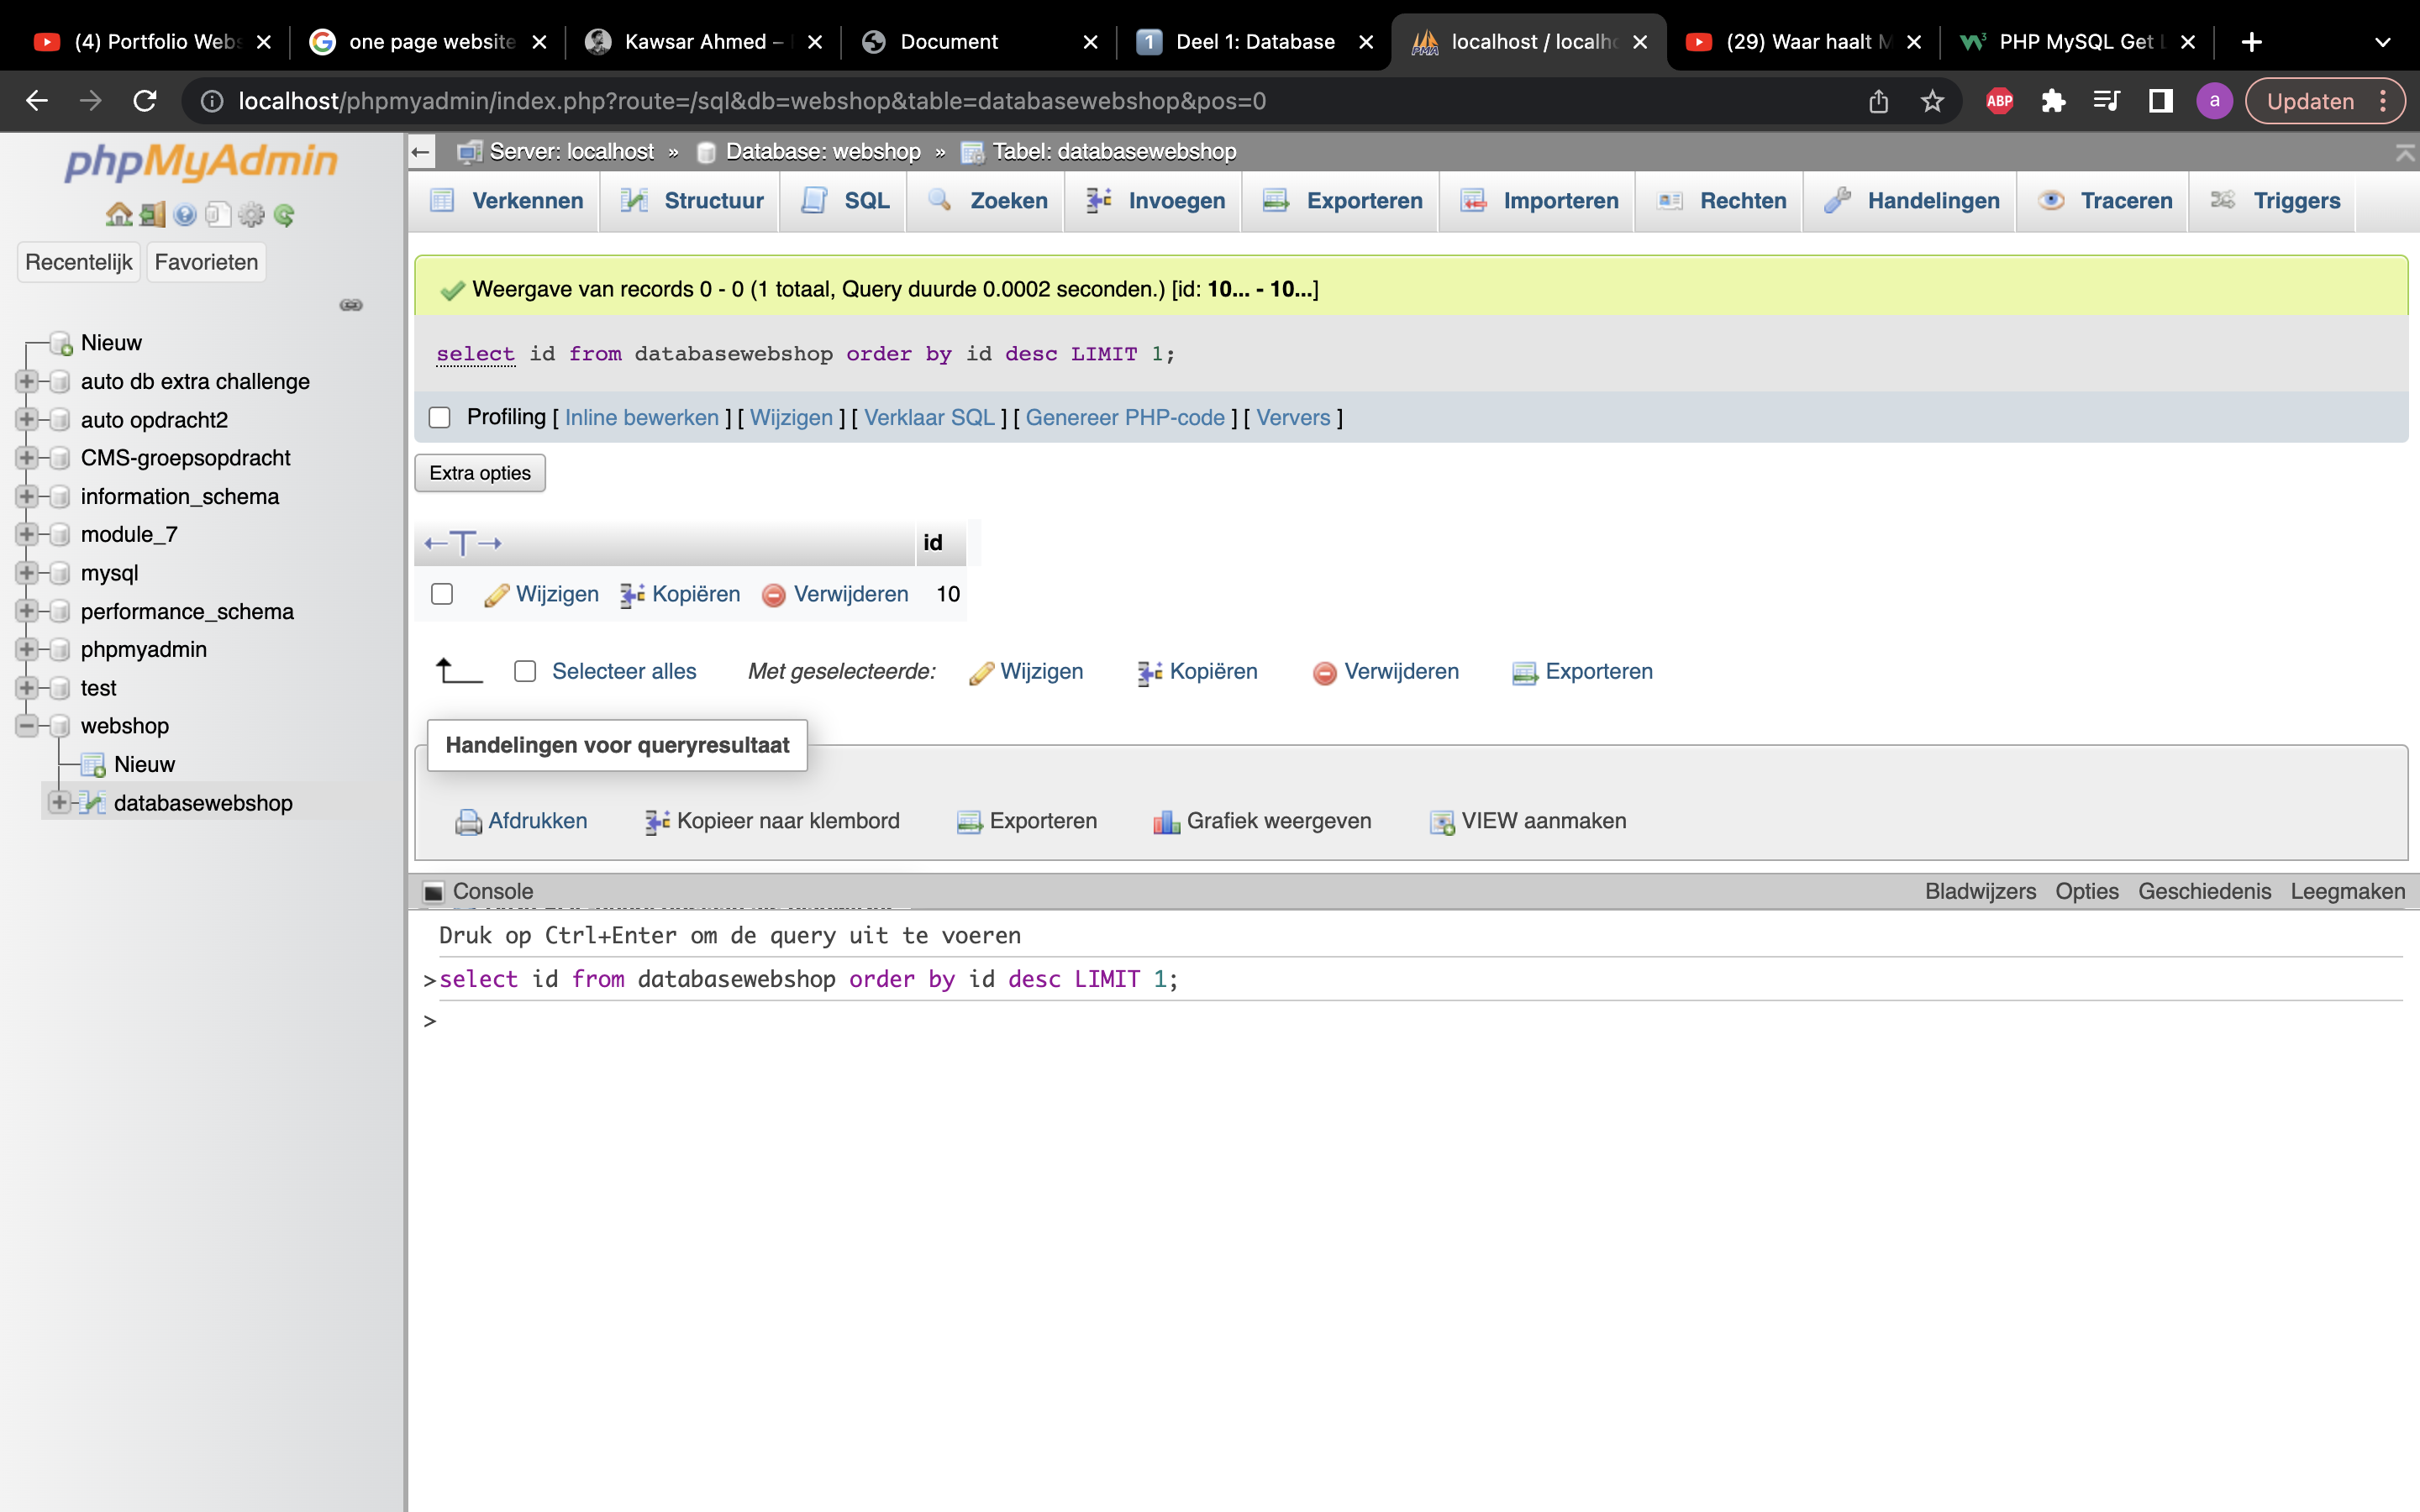 (4) Portfolio Webs
one page website
Kawsar Ahmed –
Document
1 Deel 1: Database
localhost / localho
(29) Waar haalt M
PHP MySQL Get L
localhost/phpmyadmin/index.php?route=/sql&db=webshop&table=databasewebshop&pos=0
ABP
a
Updaten
phpMyAdmin
Recentelijk
Favorieten
Nieuw
auto db extra challenge
auto opdracht2
CMS-groepsopdracht
information_schema
module_7
mysql
performance_schema
phpmyadmin
test
webshop
Nieuw
databasewebshop
Server: localhost » Database: webshop » Tabel: databasewebshop
Verkennen Structuur SQL Zoeken Invoegen Exporteren Importeren Rechten Handelingen Traceren Triggers
Weergave van records 0 - 0 (1 totaal, Query duurde 0.0002 seconden.) [id: 10... - 10...]
select id from databasewebshop order by id desc LIMIT 1;
Profiling [ Inline bewerken ] [ Wijzigen ] [ Verklaar SQL ] [ Genereer PHP-code ] [ Ververs ]
Extra opties
←T→ id
Wijzigen Kopiëren Verwijderen 10
Selecteer alles Met geselecteerde: Wijzigen Kopiëren Verwijderen Exporteren
Handelingen voor queryresultaat
Afdrukken Kopieer naar klembord Exporteren Grafiek weergeven VIEW aanmaken
Console Bladwijzers Opties Geschiedenis Leegmaken
Druk op Ctrl+Enter om de query uit te voeren
>select id from databasewebshop order by id desc LIMIT 1;
>